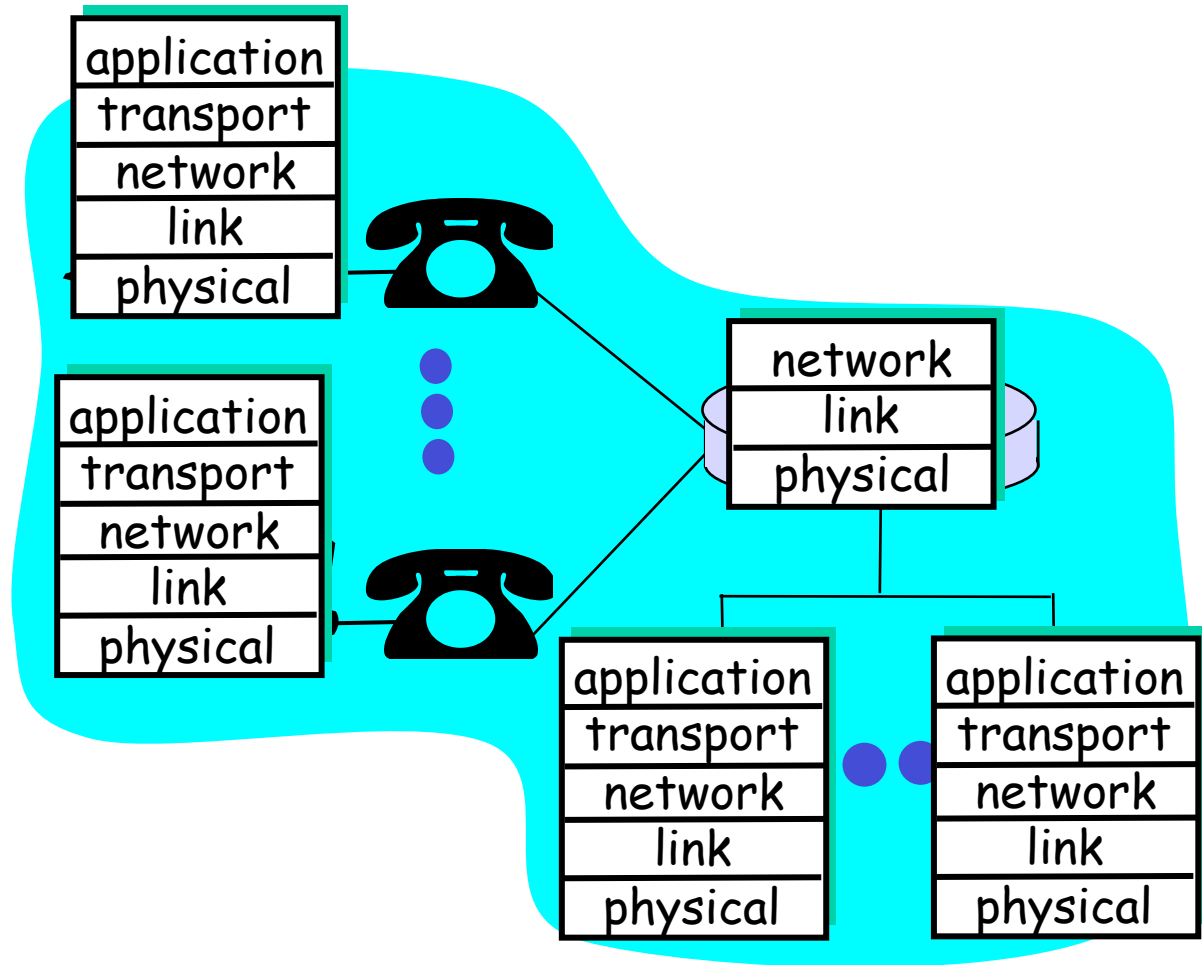 application
transport
network
link
physical
application
transport
network
link
physical
network
link
physical
application
transport
network
link
physical
application
transport
network
link
physical